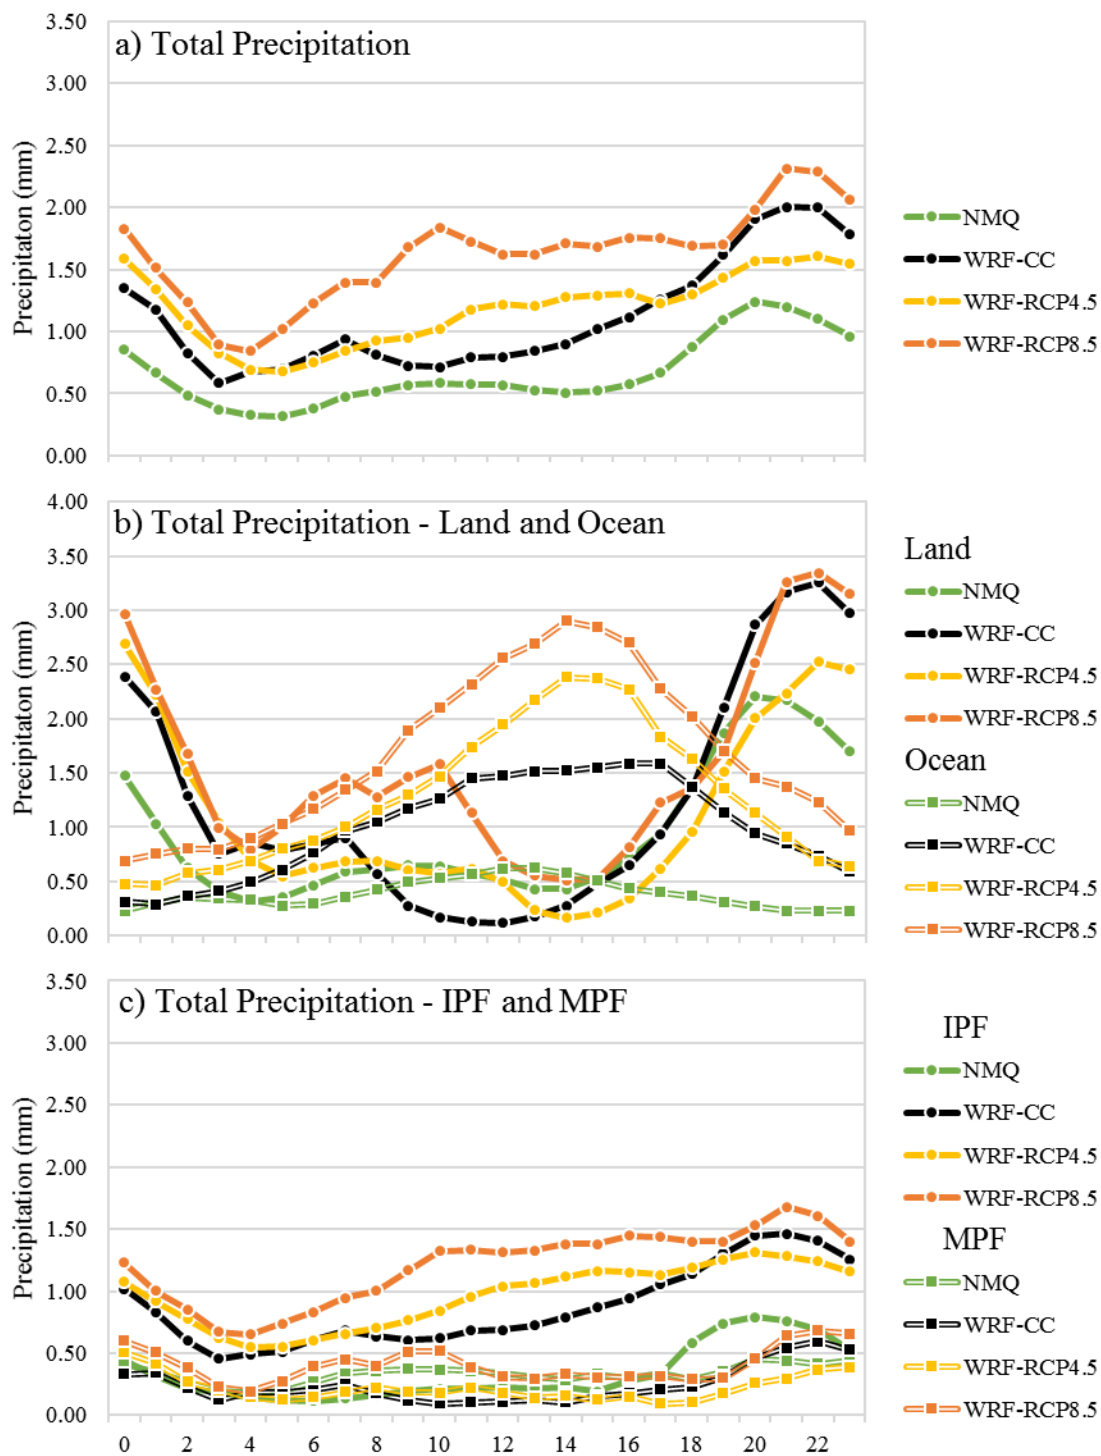 3.50
a) Total Precipitation
3.00
2.50
2.00
1.50
1.00
0.50
0.00
Precipitaton (mm)
NMQ
WRF-CC
WRF-RCP4.5
WRF-RCP8.5
4.00
b) Total Precipitation - Land and Ocean
3.50
3.00
2.50
2.00
1.50
1.00
0.50
0.00
Precipitaton (mm)
Land
NMQ
WRF-CC
WRF-RCP4.5
WRF-RCP8.5
Ocean
NMQ
WRF-CC
WRF-RCP4.5
WRF-RCP8.5
3.50
c) Total Precipitation - IPF and MPF
3.00
2.50
2.00
1.50
1.00
0.50
0.00
Precipitation (mm)
0 2 4 6 8 10 12 14 16 18 20 22
IPF
NMQ
WRF-CC
WRF-RCP4.5
WRF-RCP8.5
MPF
NMQ
WRF-CC
WRF-RCP4.5
WRF-RCP8.5